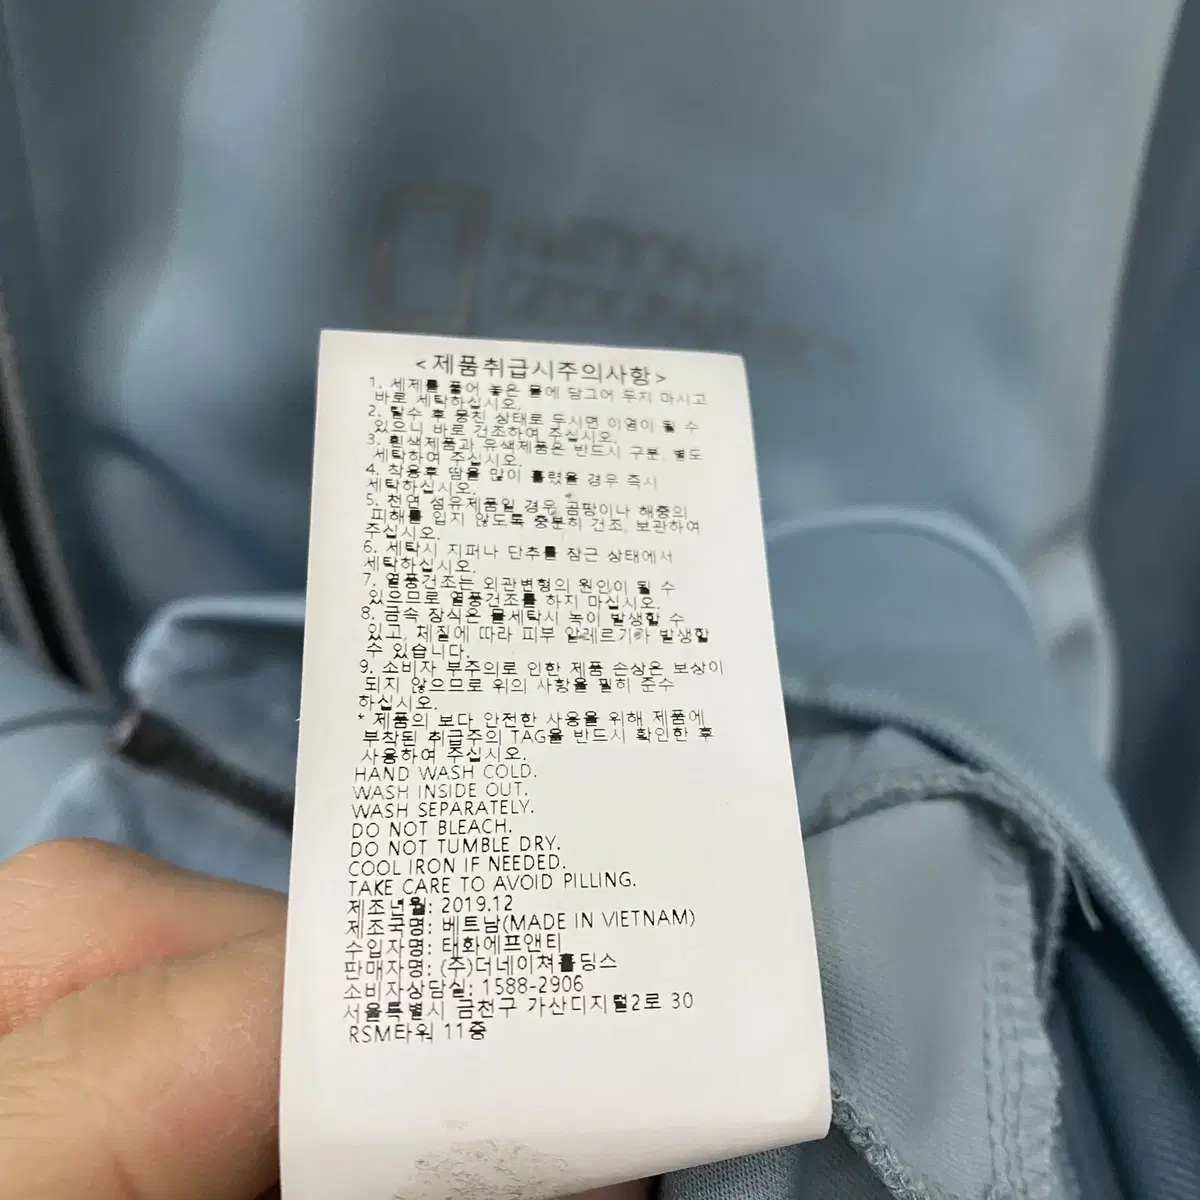 NATIONAL
GEOGRAPHIC
<제품취급시주의사항>
1. 세제를 풀어 놓은 물에 담그어 두지 마시고
바로 세탁하십시오.
2. 탈수 후 뭉친 상태로 두시면 이염이 될 수
있으니 바로 건조하여 주십시오.
3. 흰색제품과 유색제품은 반드시 구분, 별도
세탁하여 주십시오.
4. 착용후 땀을 많이 흘렸을 경우 즉시
세탁하십시오.
5. 천연 섬유제품일 경우 곰팡이나 해충의
피해를 입지 않도록 충분히 건조, 보관하여
주십시오.
6. 세탁시 지퍼나 단추를 잠근 상태에서
세탁하십시오.
7. 열풍건조는 외관변형의 원인이 될 수
있으므로 열풍건조를 하지 마십시오.
8. 금속 장식은 물세탁시 녹이 발생할 수
있고, 체질에 따라 피부 알레르기가 발생할
수 있습니다.
9. 소비자 부주의로 인한 제품 손상은 보상이
되지 않으므로 위의 사항을 필히 준수
하십시오.
* 제품의 보다 안전한 사용을 위해 제품에
부착된 취급주의 TAG을 반드시 확인한 후
사용하여 주십시오.
HAND WASH COLD.
WASH INSIDE OUT.
WASH SEPARATELY.
DO NOT BLEACH.
DO NOT TUMBLE DRY.
COOL IRON IF NEEDED.
TAKE CARE TO AVOID PILLING.
제조년월: 2019.12
제조국명: 베트남(MADE IN VIETNAM)
수입자명: 태화에프앤티
판매자명: (주)더네이쳐홀딩스
소비자상담실: 1588-2906
서울특별시 금천구 가산디지털2로 30
RSM타워 11층